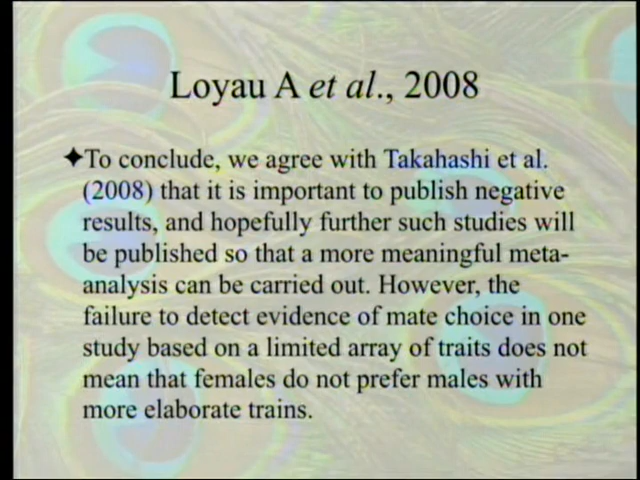 Loyau A et al., 2008
✦To conclude, we agree with Takahashi et al.
(2008) that it is important to publish negative
results, and hopefully further such studies will
be published so that a more meaningful meta-
analysis can be carried out. However, the
failure to detect evidence of mate choice in one
study based on a limited array of traits does not
mean that females do not prefer males with
more elaborate trains.